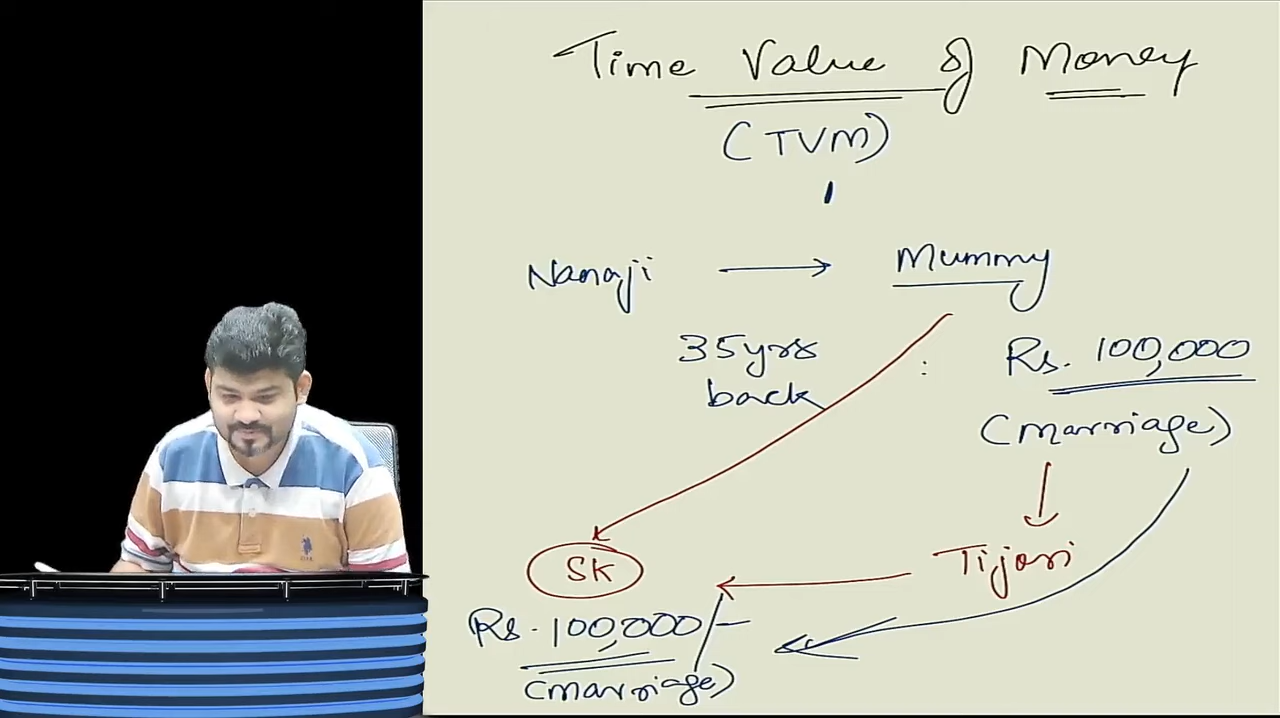 Time Value of Money
(TVM)
Nanaji → Mummy
35yrs back : Rs. 100,000
(marriage)
Tijori
SK
Rs. 100,000/-
(marriage)